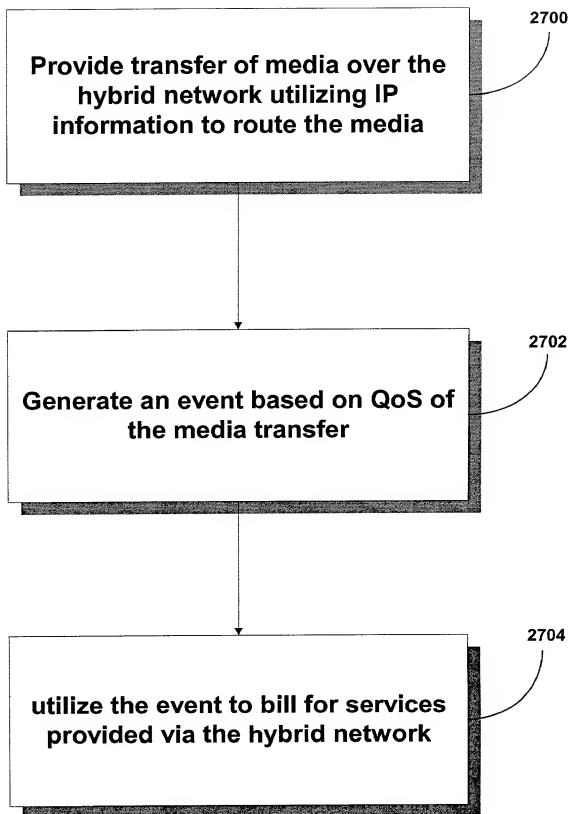 2700
Provide transfer of media over the
hybrid network utilizing IP
information to route the media
2702
Generate an event based on QoS of
the media transfer
2704
utilize the event to bill for services
provided via the hybrid network